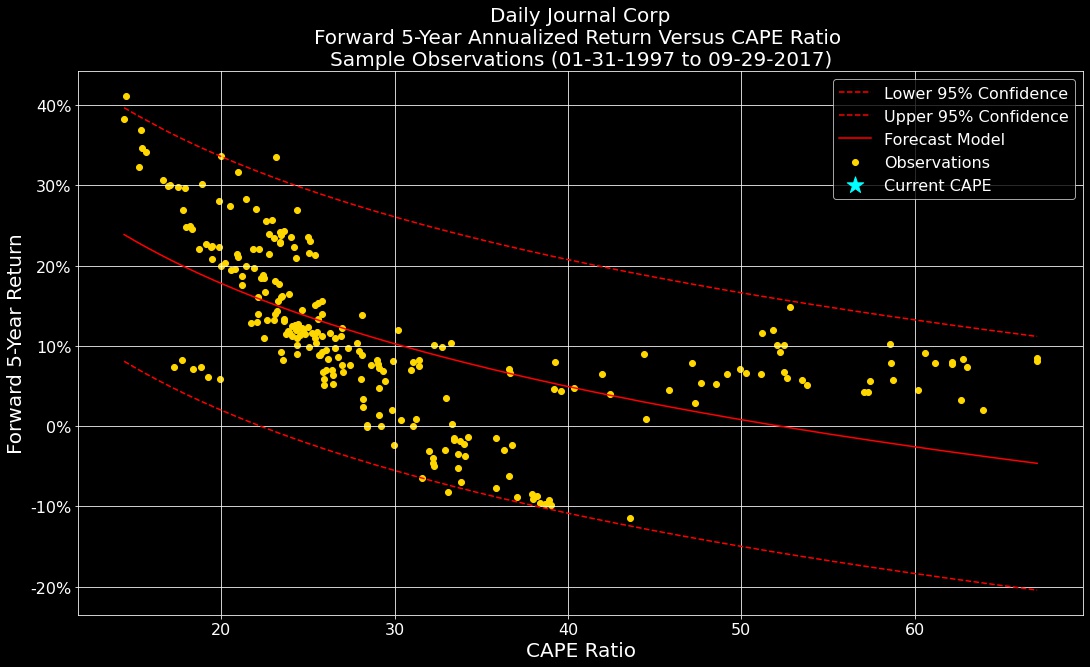 Daily Journal Corp
Forward 5-Year Annualized Return Versus CAPE Ratio
Sample Observations (01-31-1997 to 09-29-2017)
Lower 95% Confidence
Upper 95% Confidence
Forecast Model
Observations
Current CAPE
Forward 5-Year Return
40%
30%
20%
10%
0%
-10%
-20%
20 30 40 50 60
CAPE Ratio